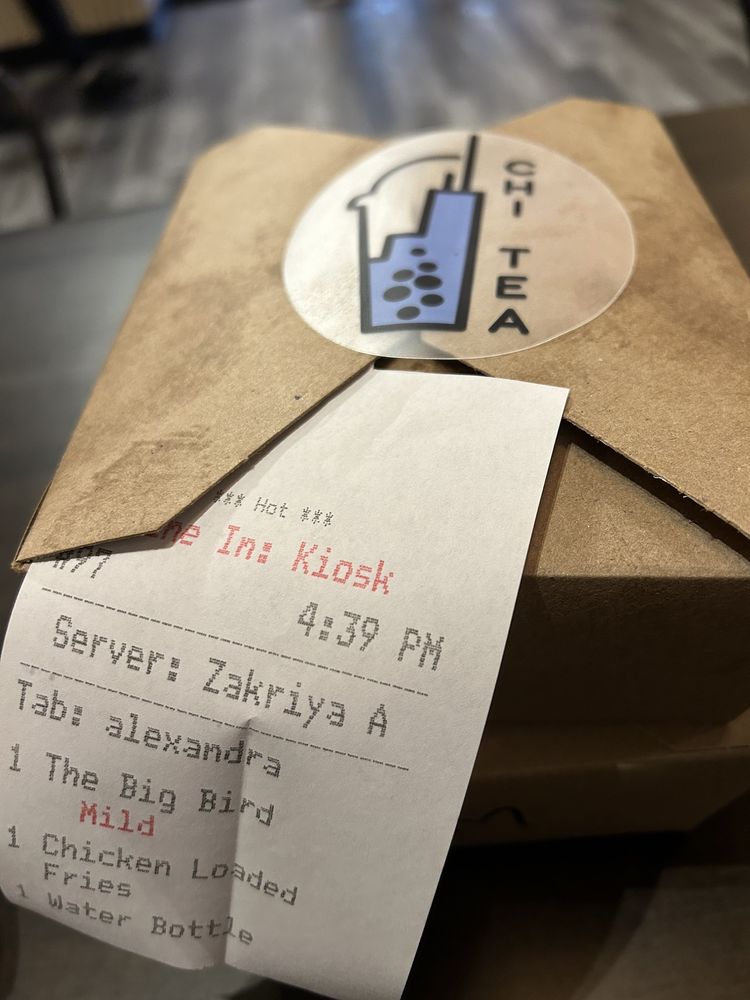 CHI TEA
*** Hot ***
In: Kiosk
#97
4:39 PM
Server: Zakriya A
Tab: alexandra
1 The Big Bird
Mild
1 Chicken Loaded
Fries
1 Water Bottle